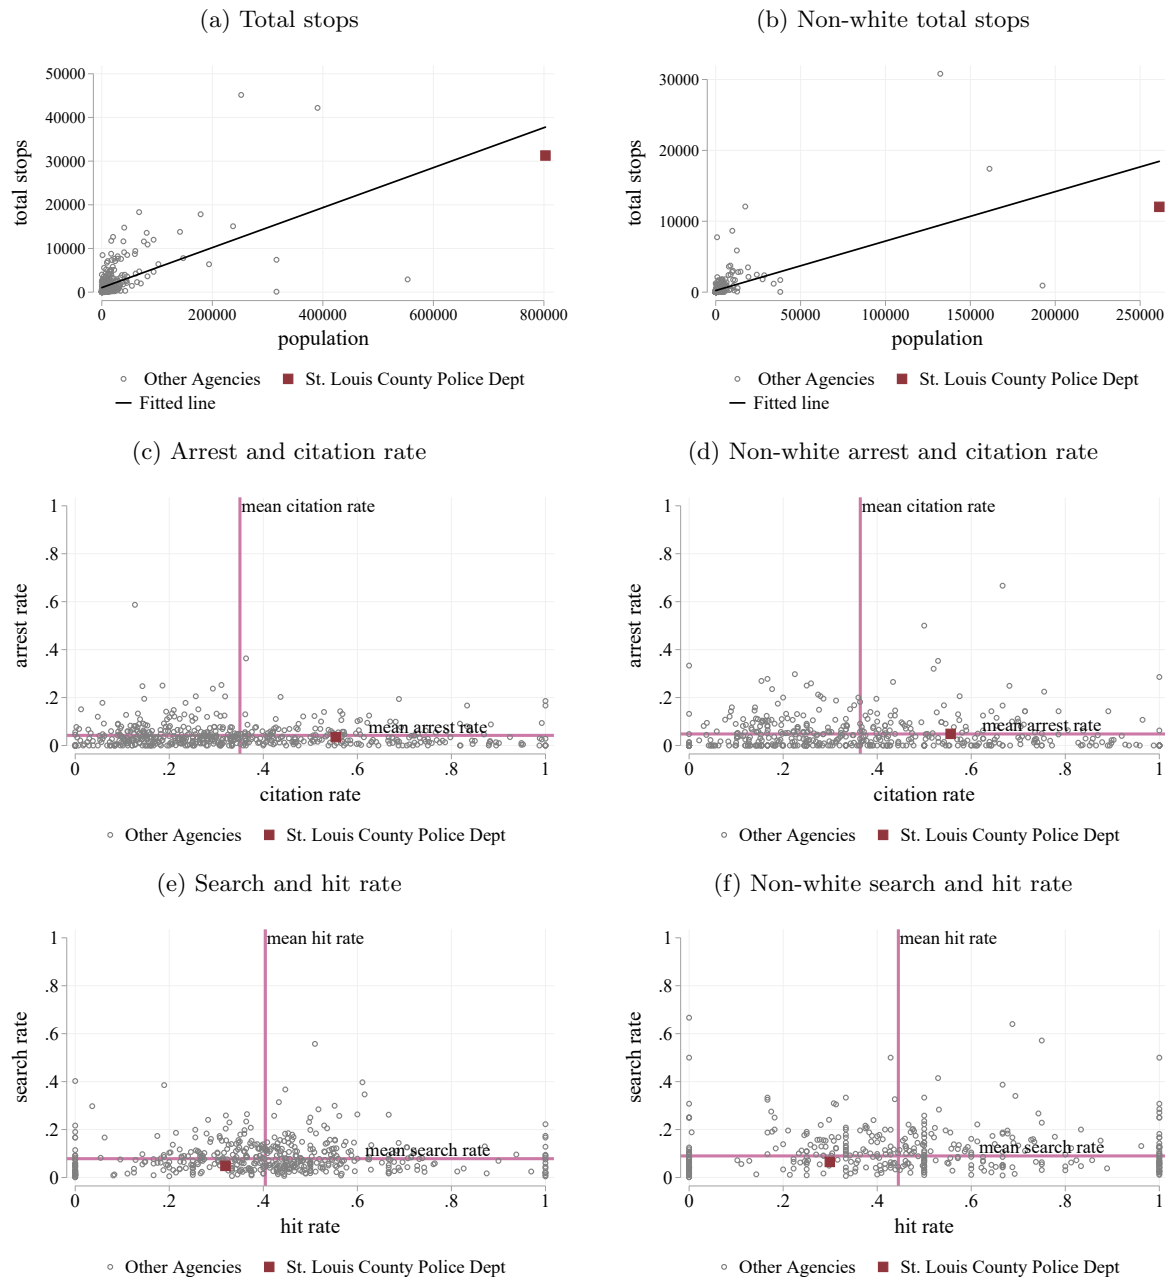 (a) Total stops
50000
40000
30000
20000
10000
0
total stops
0 200000 400000 600000 800000
population
Other Agencies St. Louis County Police Dept
Fitted line
(b) Non-white total stops
30000
20000
10000
0
total stops
0 50000 100000 150000 200000 250000
population
Other Agencies St. Louis County Police Dept
Fitted line
(c) Arrest and citation rate
mean citation rate
1
.8
.6
.4
.2
0
arrest rate
mean arrest rate
0 .2 .4 .6 .8 1
citation rate
Other Agencies St. Louis County Police Dept
(d) Non-white arrest and citation rate
mean citation rate
1
.8
.6
.4
.2
0
arrest rate
mean arrest rate
0 .2 .4 .6 .8 1
citation rate
Other Agencies St. Louis County Police Dept
(e) Search and hit rate
mean hit rate
1
.8
.6
.4
.2
0
search rate
mean search rate
0 .2 .4 .6 .8 1
hit rate
Other Agencies St. Louis County Police Dept
(f) Non-white search and hit rate
mean hit rate
1
.8
.6
.4
.2
0
search rate
mean search rate
0 .2 .4 .6 .8 1
hit rate
Other Agencies St. Louis County Police Dept